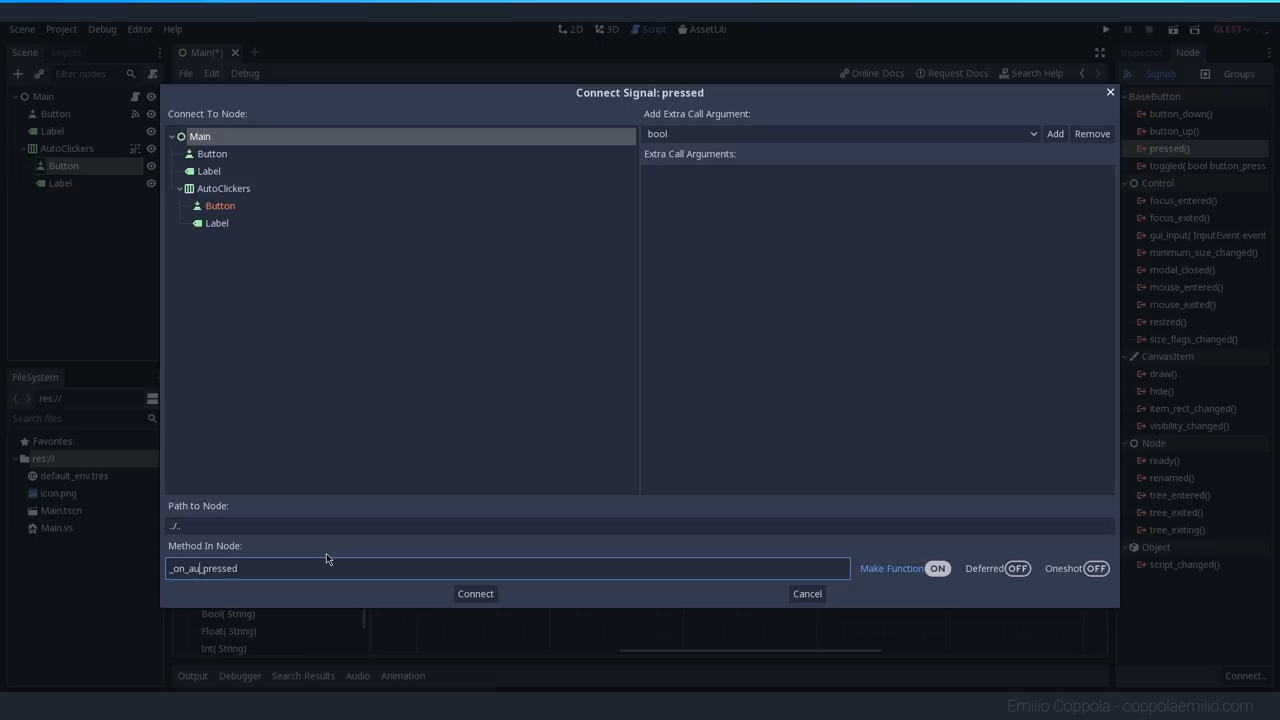 Scene Project Debug Editor Help
2D 3D Script AssetLib
GLES3
Scene Import
Main(*)
Inspector Node
Filter nodes
File Edit Debug
Online Docs Request Docs Search Help
Signals Groups
Main
Button
Label
AutoClickers
Button
Label
FileSystem
res://
Search files
Favorites:
res://
default_env.tres
icon.png
Main.tscn
Main.vs
Connect Signal: pressed
Connect To Node:
Main
Button
Label
AutoClickers
Button
Label
Add Extra Call Argument:
bool Add Remove
Extra Call Arguments:
Path to Node:
../..
Method In Node:
_on_au_pressed
Make Function ON Deferred OFF Oneshot OFF
Connect Cancel
Bool( String)
Float( String)
Int( String)
Output Debugger Search Results Audio Animation
BaseButton
button_down()
button_up()
pressed()
toggled( bool button_press
Control
focus_entered()
focus_exited()
gui_input( InputEvent event
minimum_size_changed()
modal_closed()
mouse_entered()
mouse_exited()
resized()
size_flags_changed()
CanvasItem
draw()
hide()
item_rect_changed()
visibility_changed()
Node
ready()
renamed()
tree_entered()
tree_exited()
tree_exiting()
Object
script_changed()
Connect...
Emilio Coppola - coppolaemilio.com